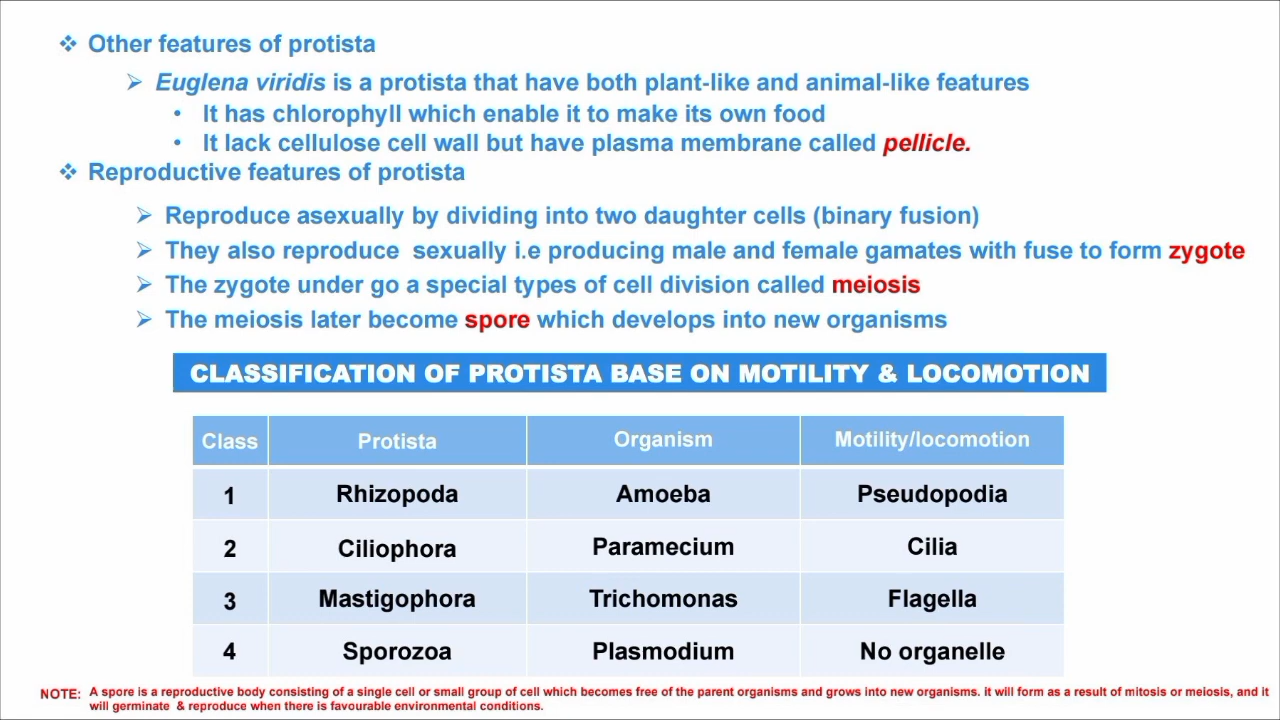 ❖ Other features of protista
➢ Euglena viridis is a protista that have both plant-like and animal-like features
• It has chlorophyll which enable it to make its own food
• It lack cellulose cell wall but have plasma membrane called pellicle.
❖ Reproductive features of protista
➢ Reproduce asexually by dividing into two daughter cells (binary fusion)
➢ They also reproduce sexually i.e producing male and female gamates with fuse to form zygote
➢ The zygote under go a special types of cell division called meiosis
➢ The meiosis later become spore which develops into new organisms
CLASSIFICATION OF PROTISTA BASE ON MOTILITY & LOCOMOTION
Class Protista Organism Motility/locomotion
1 Rhizopoda Amoeba Pseudopodia
2 Ciliophora Paramecium Cilia
3 Mastigophora Trichomonas Flagella
4 Sporozoa Plasmodium No organelle
NOTE: A spore is a reproductive body consisting of a single cell or small group of cell which becomes free of the parent organisms and grows into new organisms. it will form as a result of mitosis or meiosis, and it
will germinate & reproduce when there is favourable environmental conditions.